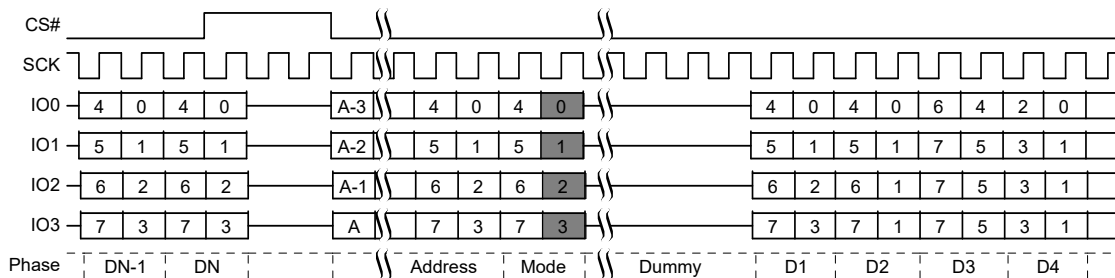 CS#
SCK
IO0 4 0 4 0 A-3 4 0 4 0 4 0 4 0 6 4 2 0
IO1 5 1 5 1 A-2 5 1 5 1 5 1 5 1 7 5 3 1
IO2 6 2 6 2 A-1 6 2 6 2 6 2 6 1 7 5 3 1
IO3 7 3 7 3 A 7 3 7 3 7 3 7 1 7 5 3 1
Phase DN-1 DN Address Mode Dummy D1 D2 D3 D4